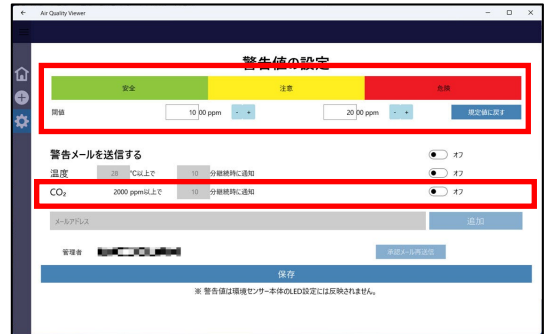 Air Quality Viewer
警告値の設定
安全 注意 危険
閾値 10 00 ppm - + 20 00 ppm - + 規定値に戻す
警告メールを送信する オフ
温度 28 ℃以上で 10 分継続時に通知 オフ
CO₂ 2000 ppm以上で 10 分継続時に通知 オフ
メールアドレス 追加
管理者 承認メール再送信
保存
※ 警告値は環境センサー本体のLED設定には反映されません。